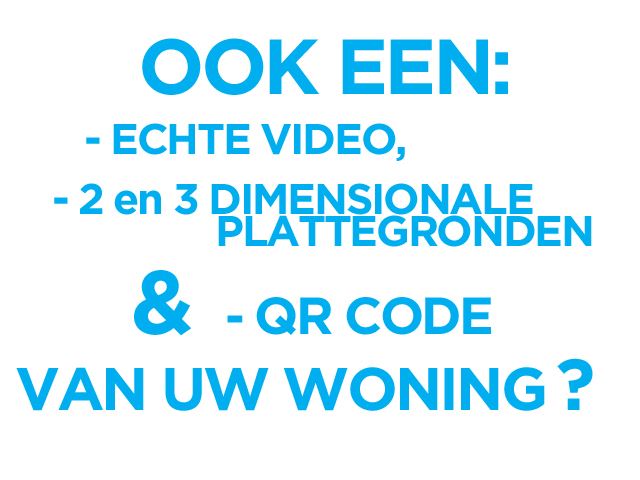 OOK EEN:
- ECHTE VIDEO,
- 2 en 3 DIMENSIONALE
PLATTEGRONDEN
& - QR CODE
VAN UW WONING ?